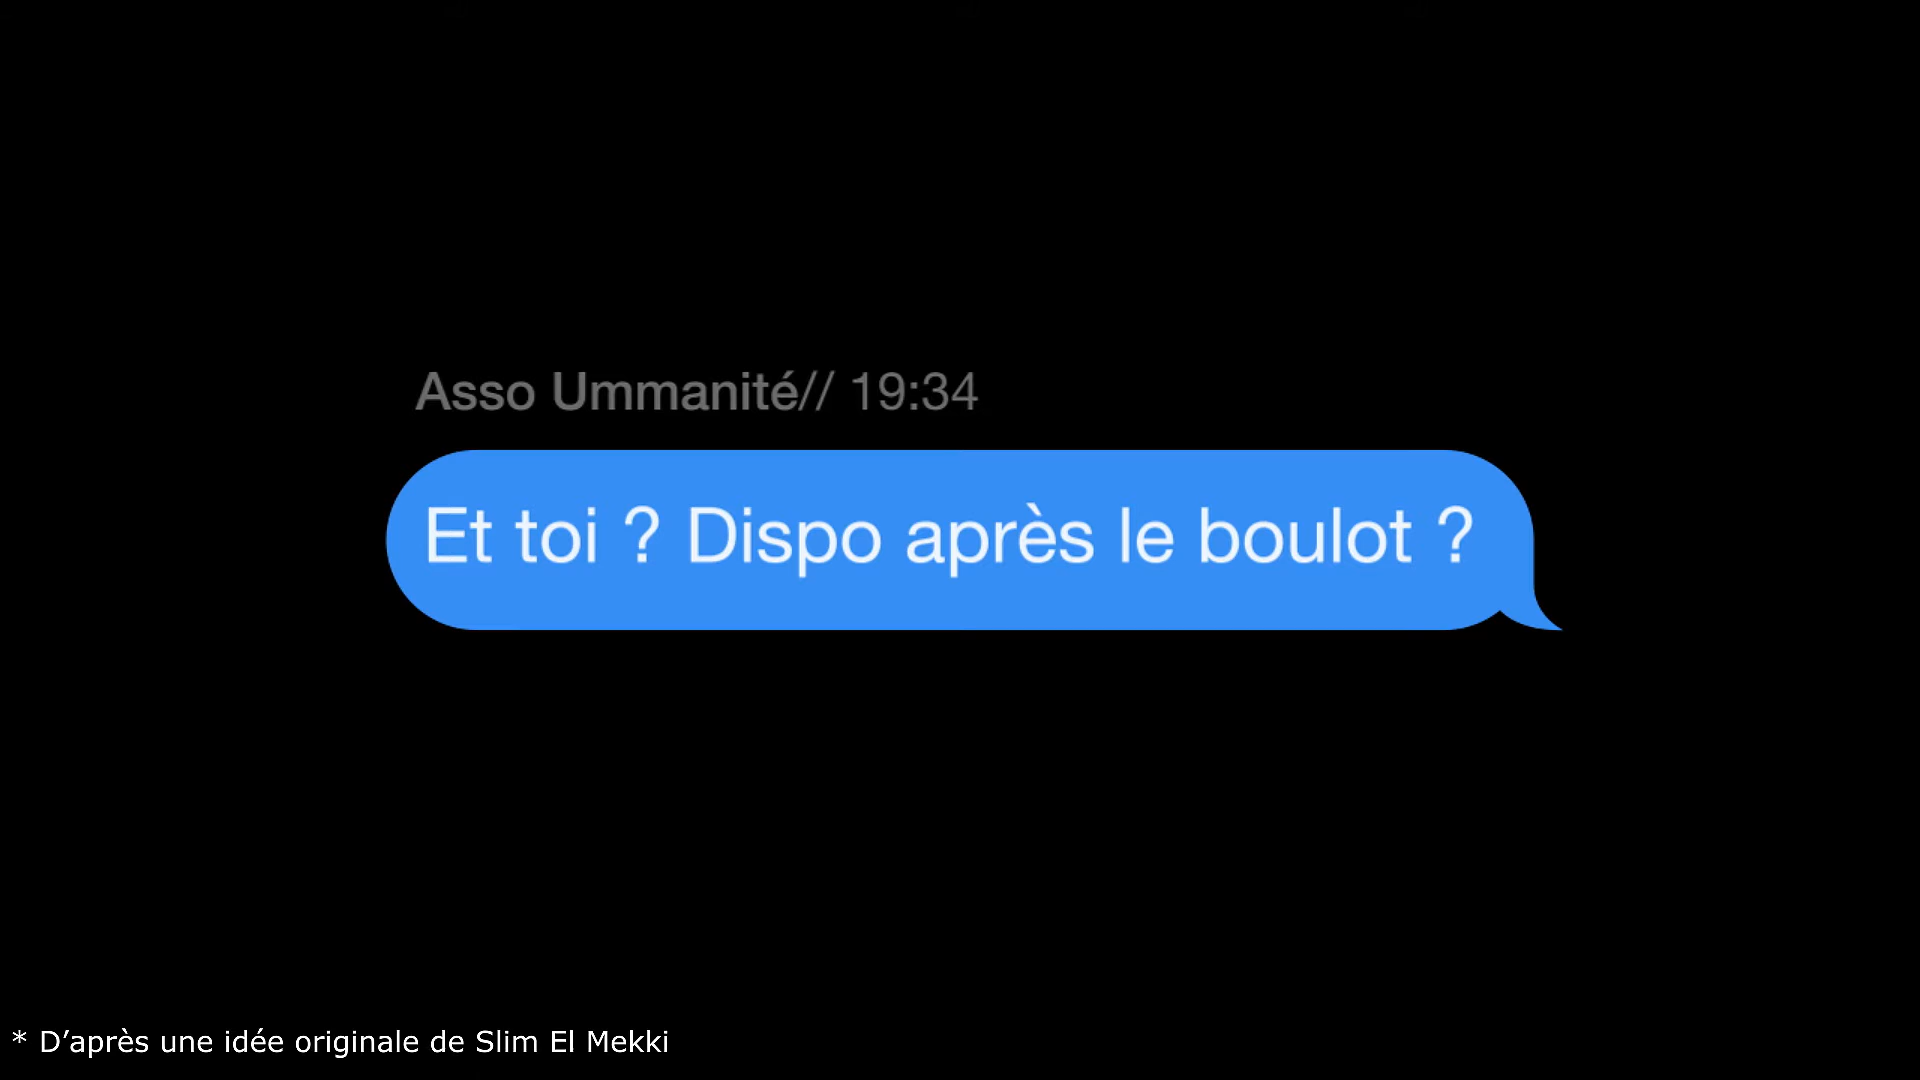 Asso Ummanité// 19:34
Et toi ? Dispo après le boulot ?
* D’après une idée originale de Slim El Mekki